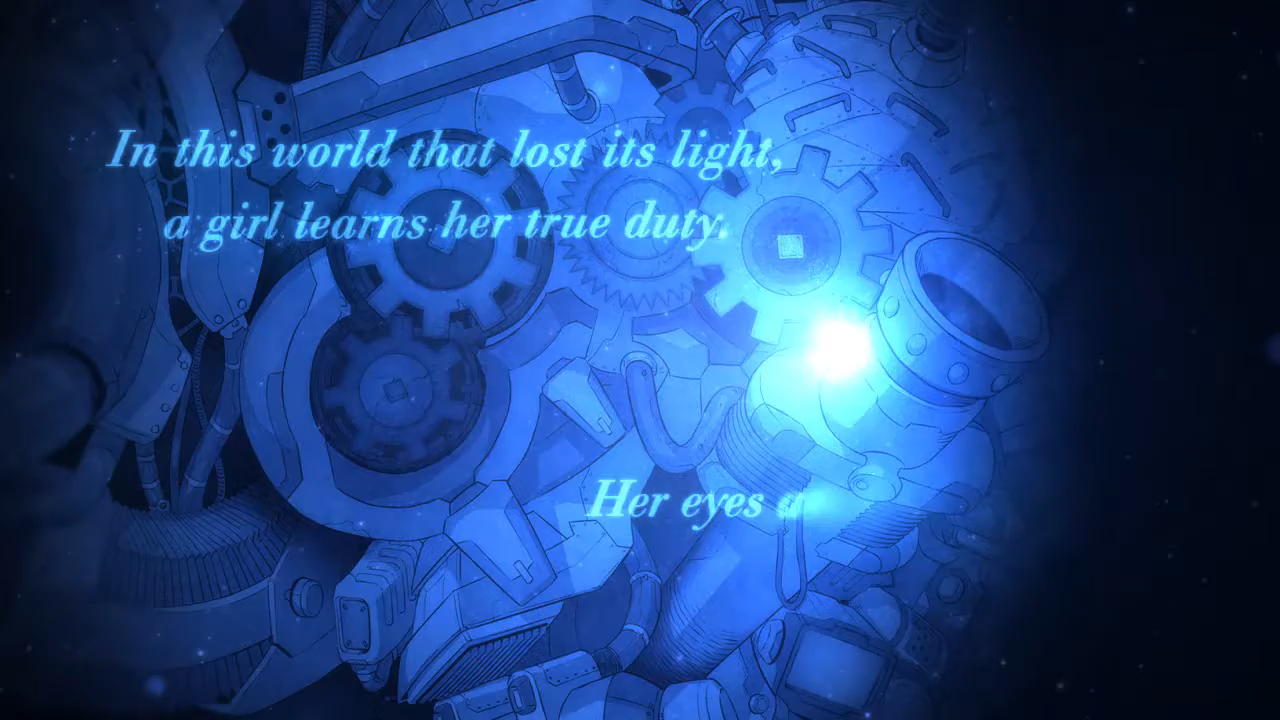 In this world that lost its light,
a girl learns her true duty.
Her eyes a